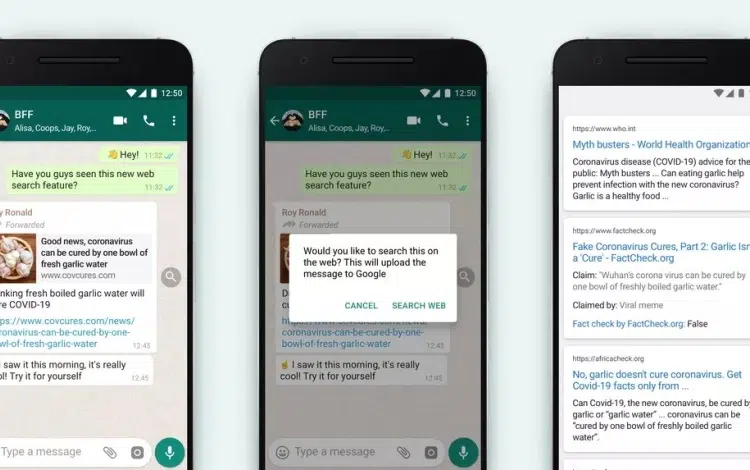 12:50
BFF
Alisa, Coops, Jay, Roy,..
👋 Hey! 11:32
Have you guys seen this new web
search feature? 11:32
Ronald
Forwarded
Good news, coronavirus
can be cured by one bowl of
fresh garlic water
www.covcures.com
fresh boiled garlic water will
COVID-19
www.covcures.com/news/
coronavirus-can-be-cured-by-one-
bowl-of-fresh-garlic-water 12:45
saw it this morning, it's really
Try it for yourself 12:45
Type a message
12:50
BFF
Alisa, Coops, Jay, Roy,..
👋 Hey! 11:32
Have you guys seen this new web
search feature? 11:32
Roy Ronald
Forwarded
Would you like to search this on
the web? This will upload the
message to Google
CANCEL SEARCH WEB
coronavirus-can-be-cured-by-one-
bowl-of-fresh-garlic-water 12:45
☝ I saw it this morning, it's really
cool! Try it for yourself 12:45
Type a message
https://www.who.int
Myth busters - World Health Organization
Coronavirus disease (COVID-19) advice for the
public: Myth busters ... Can eating garlic help
prevent infection with the new coronavirus?
Garlic is a healthy food ...
https://www.factcheck.org
Fake Coronavirus Cures, Part 2: Garlic Isn
a 'Cure' - FactCheck.org
Claim: "Wuhan's corona virus can be cured by
one bowl of freshly boiled garlic water."
Claimed by: Viral meme
Fact check by FactCheck.org: False
https://africacheck.org
No, garlic doesn't cure coronavirus. Get
Covid-19 facts only from ...
Can Covid-19, the new coronavirus, be cured by
garlic or "garlic water" ... coronavirus can be
"cured by one bowl of freshly boiled garlic
water".